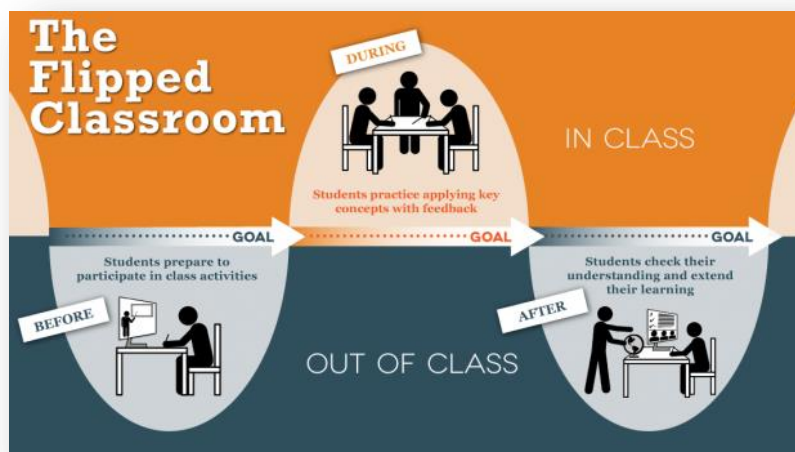 The
Flipped
Classroom
DURING
IN CLASS
Students practice applying key
concepts with feedback
GOAL
GOAL
GOAL
Students prepare to
participate in class activities
BEFORE
OUT OF CLASS
Students check their
understanding and extend
their learning
AFTER